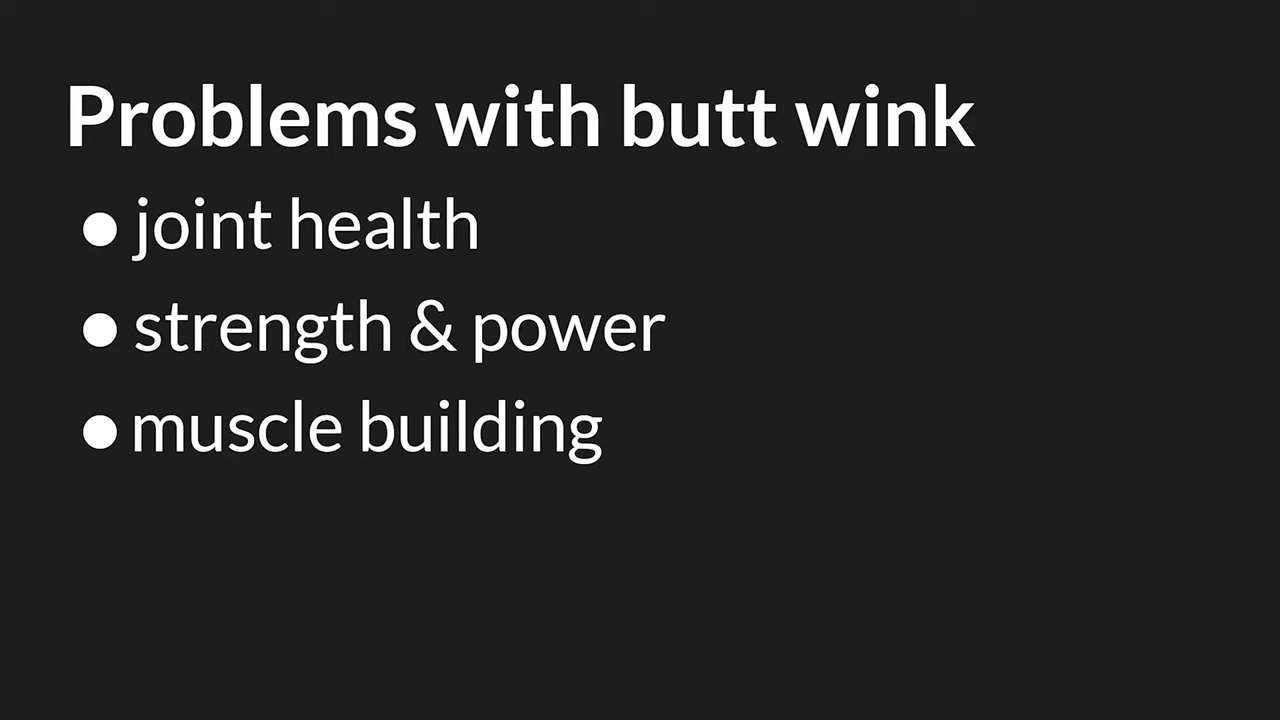 Problems with butt wink
● joint health
● strength & power
● muscle building